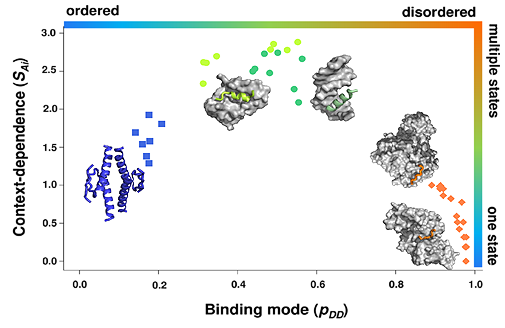 ordered disordered
3.0
2.5
2.0
1.5
1.0
0.5
0.0
Context-dependence (S_Ai)
multiple states
one state
0.0 0.2 0.4 0.6 0.8 1.0
Binding mode (p_DD)